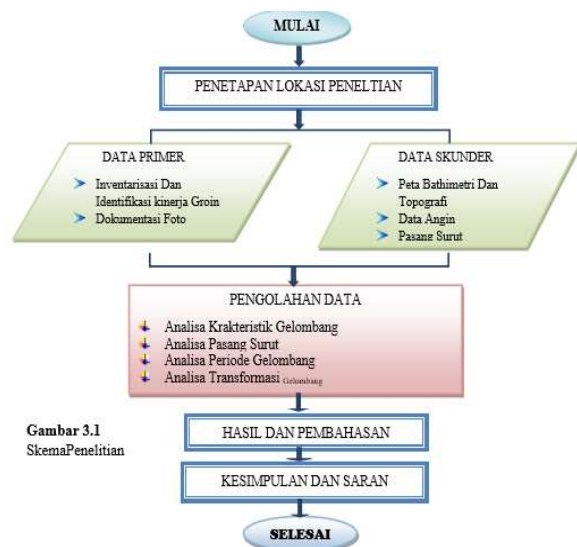 MULAI
PENETAPAN LOKASI PENELTIAN
DATA PRIMER
Inventarisasi Dan
Identifikasi kinerja Groin
Dokumentasi Foto
DATA SKUNDER
Peta Bathimetri Dan
Topografi
Data Angin
Pasang Surut
PENGOLAHAN DATA
Analisa Krakteristik Gelombang
Analisa Pasang Surut
Analisa Periode Gelombang
Analisa Transformasi Gelombang
Gambar 3.1
SkemaPenelitian
HASIL DAN PEMBAHASAN
KESIMPULAN DAN SARAN
SELESAI